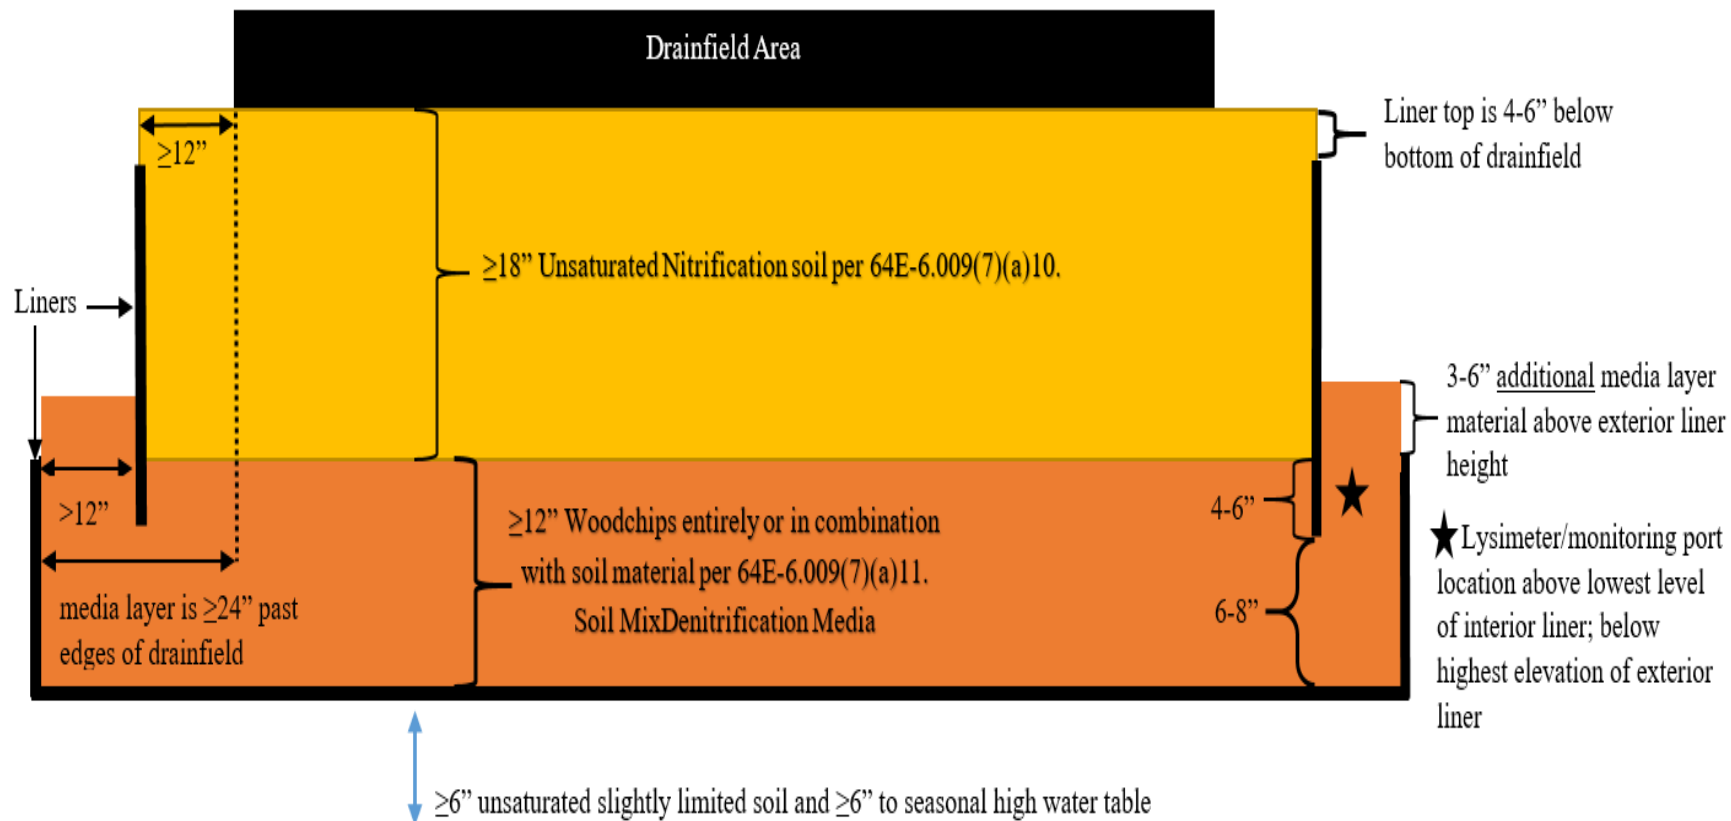 Drainfield Area
Liner top is 4-6” below
bottom of drainfield
≥12”
≥18” Unsaturated Nitrification soil per 64E-6.009(7)(a)10.
Liners
3-6” additional media layer
material above exterior liner
height
>12”
4-6”
≥12” Woodchips entirely or in combination
with soil material per 64E-6.009(7)(a)11.
Soil MixDenitrification Media
6-8”
★Lysimeter/monitoring port
location above lowest level
of interior liner; below
highest elevation of exterior
liner
media layer is ≥24” past
edges of drainfield
≥6” unsaturated slightly limited soil and ≥6” to seasonal high water table